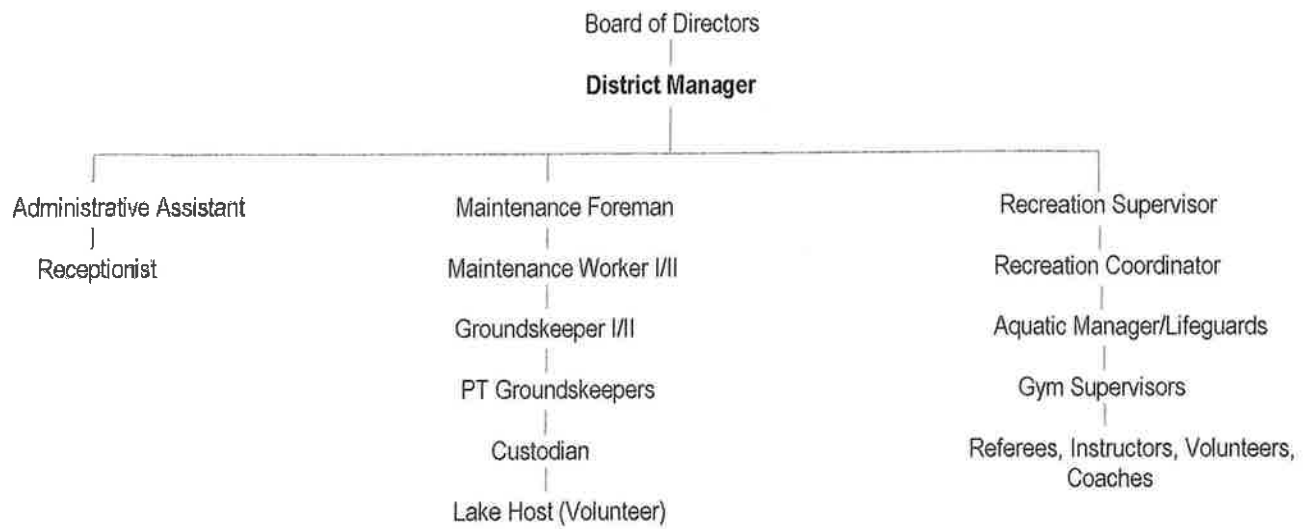 Board of Directors
District Manager
Administrative Assistant
Receptionist
Maintenance Foreman
Maintenance Worker I/II
Groundskeeper I/II
PT Groundskeepers
Custodian
Lake Host (Volunteer)
Recreation Supervisor
Recreation Coordinator
Aquatic Manager/Lifeguards
Gym Supervisors
Referees, Instructors, Volunteers,
Coaches